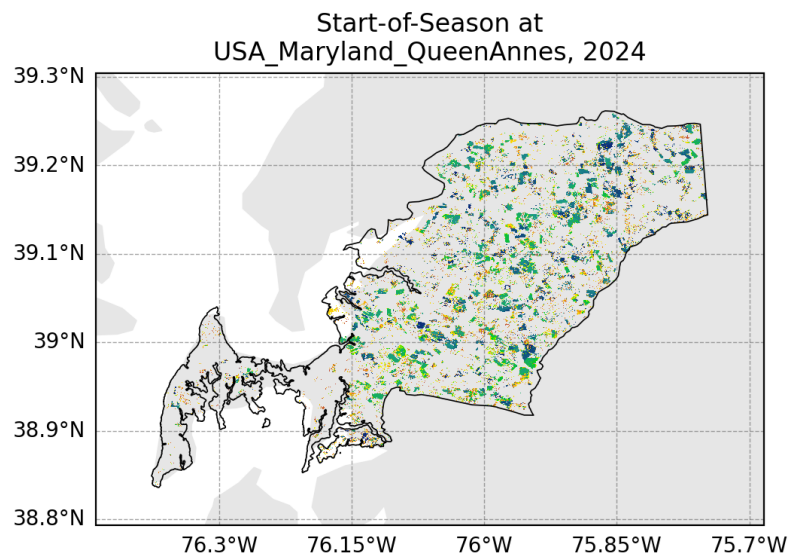 Start-of-Season at
USA_Maryland_QueenAnnes, 2024
39.3°N
39.2°N
39.1°N
39°N
38.9°N
38.8°N
76.3°W 76.15°W 76°W 75.85°W 75.7°W